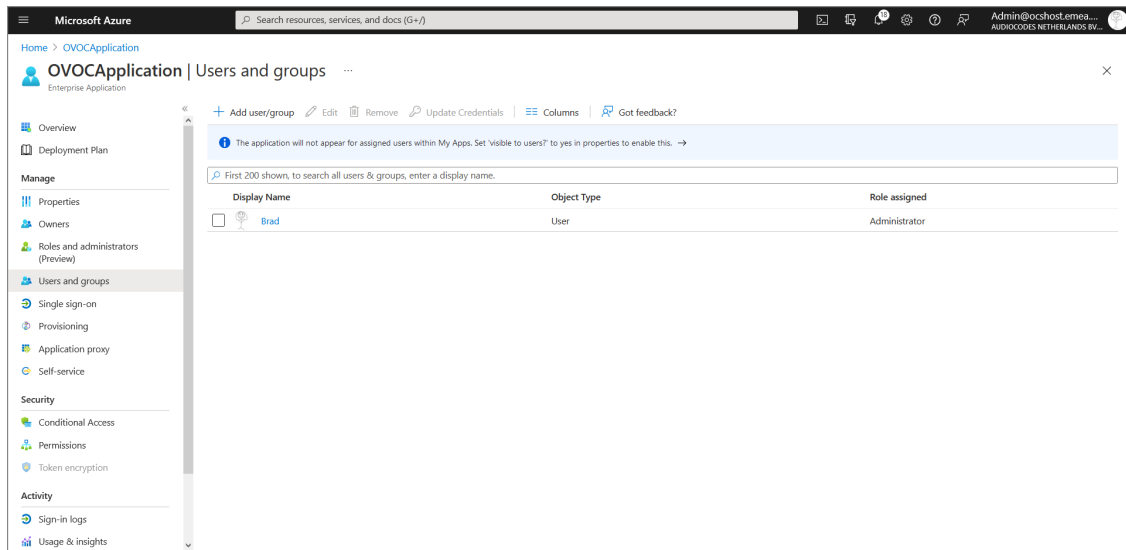 Microsoft Azure
Search resources, services, and docs (G+/)
18
Admin@ocshost.emea....
AUDIOCODES NETHERLANDS BV...
Home > OVOCApplication
OVOCApplication | Users and groups ...
Enterprise Application
Overview
Deployment Plan
Manage
Properties
Owners
Roles and administrators
(Preview)
Users and groups
Single sign-on
Provisioning
Application proxy
Self-service
Security
Conditional Access
Permissions
Token encryption
Activity
Sign-in logs
Usage & insights
Add user/group Edit Remove Update Credentials Columns Got feedback?
The application will not appear for assigned users within My Apps. Set 'visible to users?' to yes in properties to enable this. →
First 200 shown, to search all users & groups, enter a display name.
Display Name Object Type Role assigned
Brad User Administrator